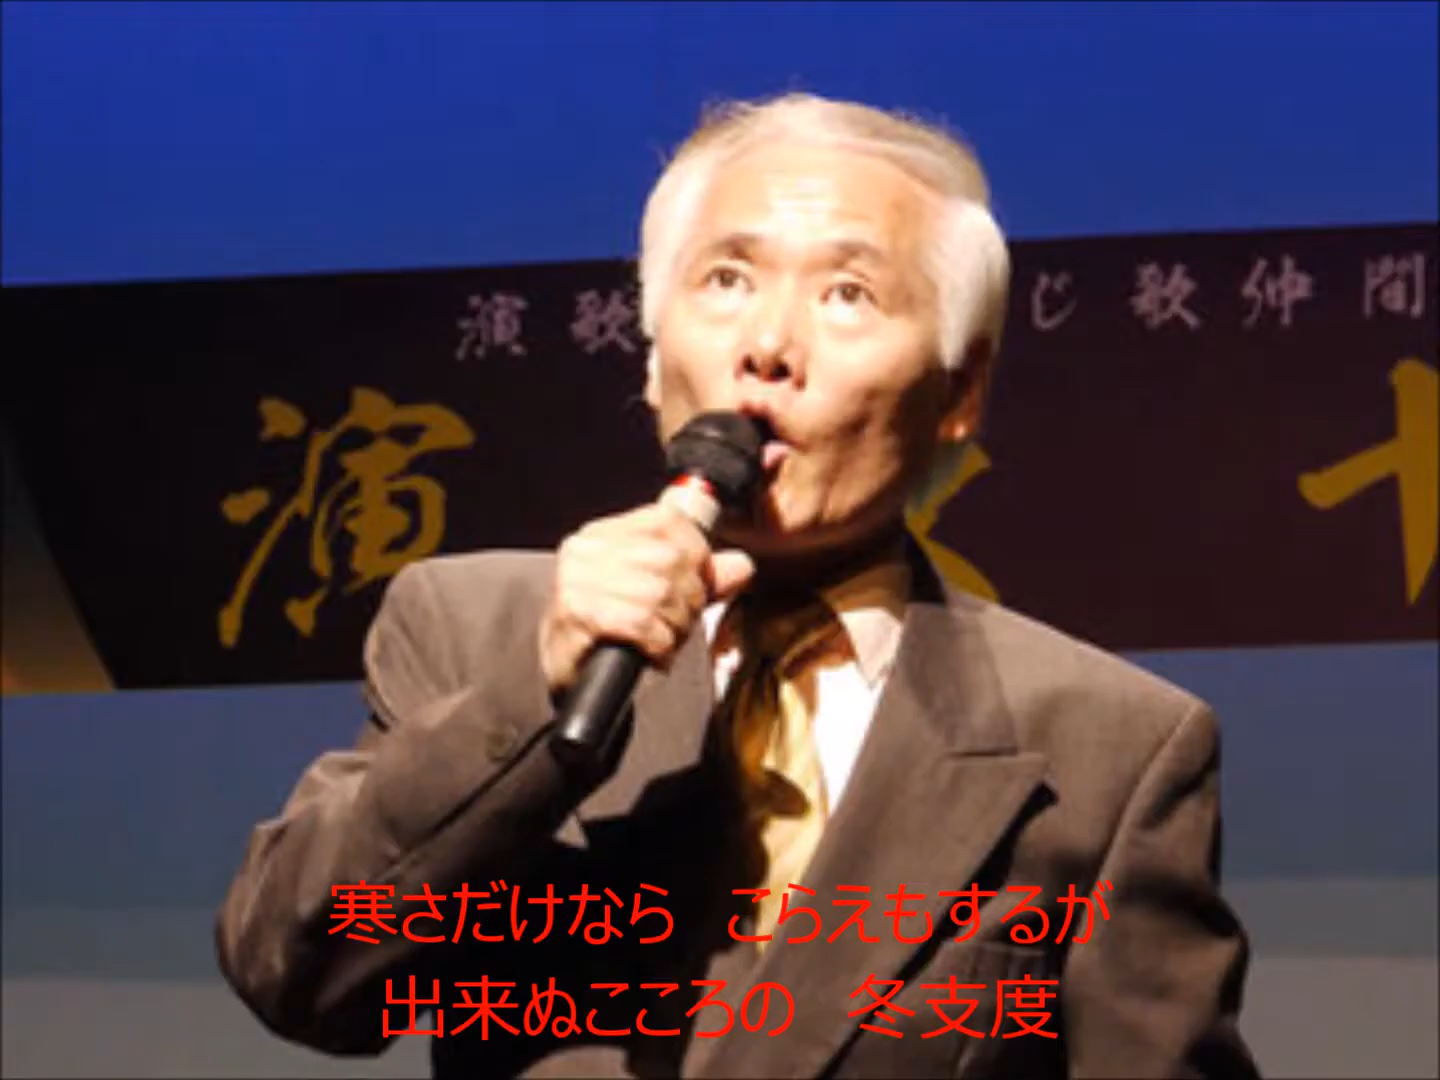 演歌 じ歌仲間
演
寒さだけなら　こらえもするが
出来ぬこころの　冬支度